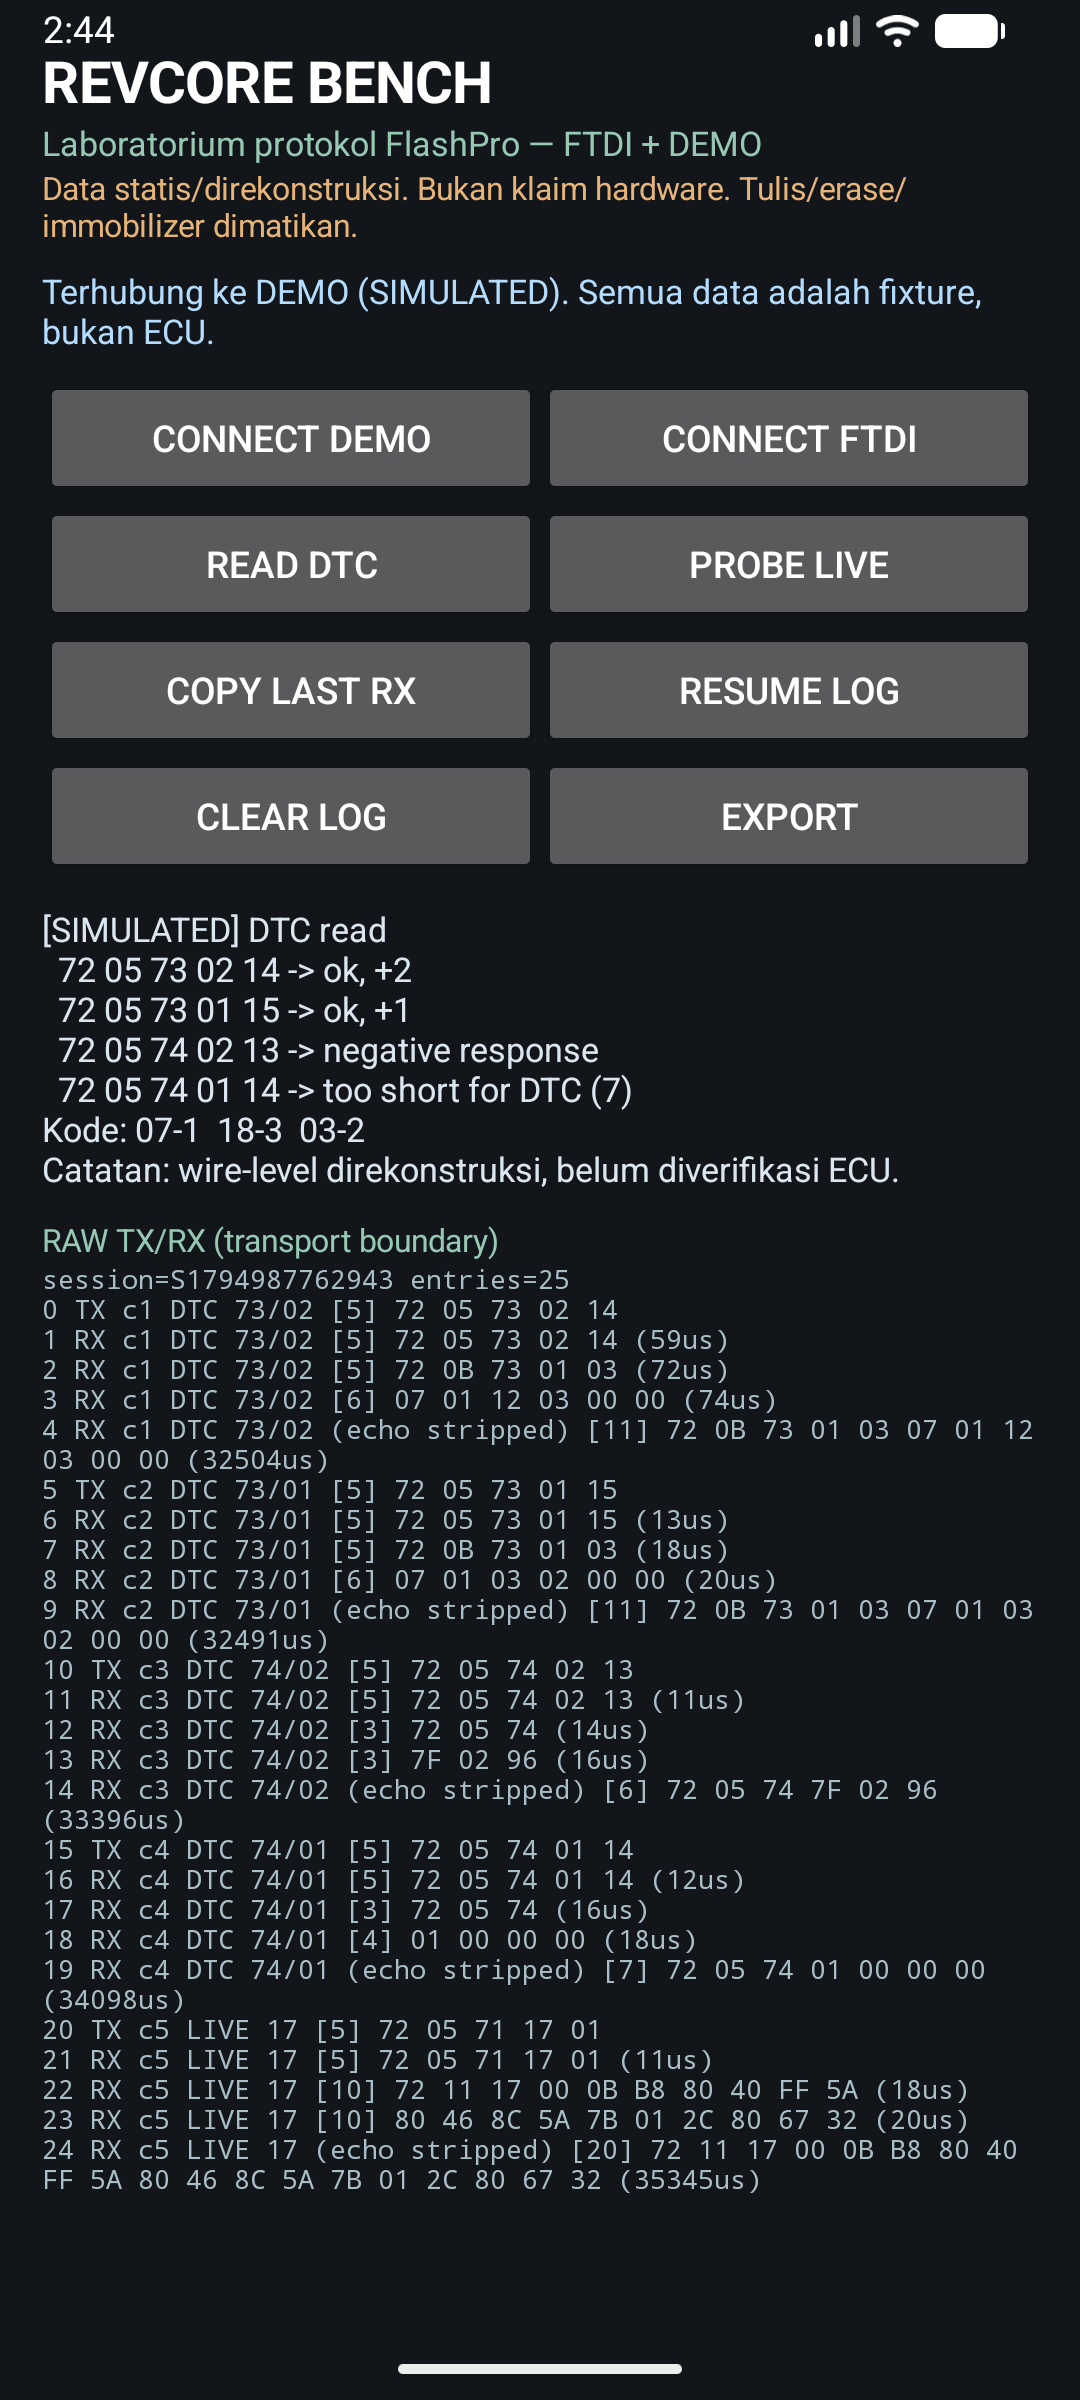 2:44
REVCORE BENCH
Laboratorium protokol FlashPro — FTDI + DEMO
Data statis/direkonstruksi. Bukan klaim hardware. Tulis/erase/
immobilizer dimatikan.
Terhubung ke DEMO (SIMULATED). Semua data adalah fixture,
bukan ECU.
CONNECT DEMO
CONNECT FTDI
READ DTC
PROBE LIVE
COPY LAST RX
RESUME LOG
CLEAR LOG
EXPORT
[SIMULATED] DTC read
72 05 73 02 14 -> ok, +2
72 05 73 01 15 -> ok, +1
72 05 74 02 13 -> negative response
72 05 74 01 14 -> too short for DTC (7)
Kode: 07-1  18-3  03-2
Catatan: wire-level direkonstruksi, belum diverifikasi ECU.
RAW TX/RX (transport boundary)
session=S1794987762943 entries=25
0 TX c1 DTC 73/02 [5] 72 05 73 02 14
1 RX c1 DTC 73/02 [5] 72 05 73 02 14 (59us)
2 RX c1 DTC 73/02 [5] 72 0B 73 01 03 (72us)
3 RX c1 DTC 73/02 [6] 07 01 12 03 00 00 (74us)
4 RX c1 DTC 73/02 (echo stripped) [11] 72 0B 73 01 03 07 01 12
03 00 00 (32504us)
5 TX c2 DTC 73/01 [5] 72 05 73 01 15
6 RX c2 DTC 73/01 [5] 72 05 73 01 15 (13us)
7 RX c2 DTC 73/01 [5] 72 0B 73 01 03 (18us)
8 RX c2 DTC 73/01 [6] 07 01 03 02 00 00 (20us)
9 RX c2 DTC 73/01 (echo stripped) [11] 72 0B 73 01 03 07 01 03
02 00 00 (32491us)
10 TX c3 DTC 74/02 [5] 72 05 74 02 13
11 RX c3 DTC 74/02 [5] 72 05 74 02 13 (11us)
12 RX c3 DTC 74/02 [3] 72 05 74 (14us)
13 RX c3 DTC 74/02 [3] 7F 02 96 (16us)
14 RX c3 DTC 74/02 (echo stripped) [6] 72 05 74 7F 02 96
(33396us)
15 TX c4 DTC 74/01 [5] 72 05 74 01 14
16 RX c4 DTC 74/01 [5] 72 05 74 01 14 (12us)
17 RX c4 DTC 74/01 [3] 72 05 74 (16us)
18 RX c4 DTC 74/01 [4] 01 00 00 00 (18us)
19 RX c4 DTC 74/01 (echo stripped) [7] 72 05 74 01 00 00 00
(34098us)
20 TX c5 LIVE 17 [5] 72 05 71 17 01
21 RX c5 LIVE 17 [5] 72 05 71 17 01 (11us)
22 RX c5 LIVE 17 [10] 72 11 17 00 0B B8 80 40 FF 5A (18us)
23 RX c5 LIVE 17 [10] 80 46 8C 5A 7B 01 2C 80 67 32 (20us)
24 RX c5 LIVE 17 (echo stripped) [20] 72 11 17 00 0B B8 80 40
FF 5A 80 46 8C 5A 7B 01 2C 80 67 32 (35345us)